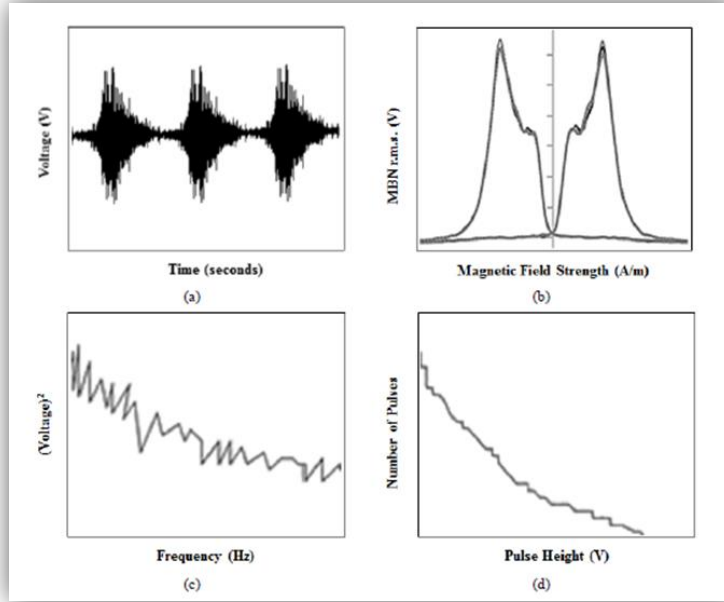 Voltage (V)
Time (seconds)
(a)
MBN r.m.s. (V)
Magnetic Field Strength (A/m)
(b)
(Voltage)²
Frequency (Hz)
(c)
Number of Pulses
Pulse Height (V)
(d)